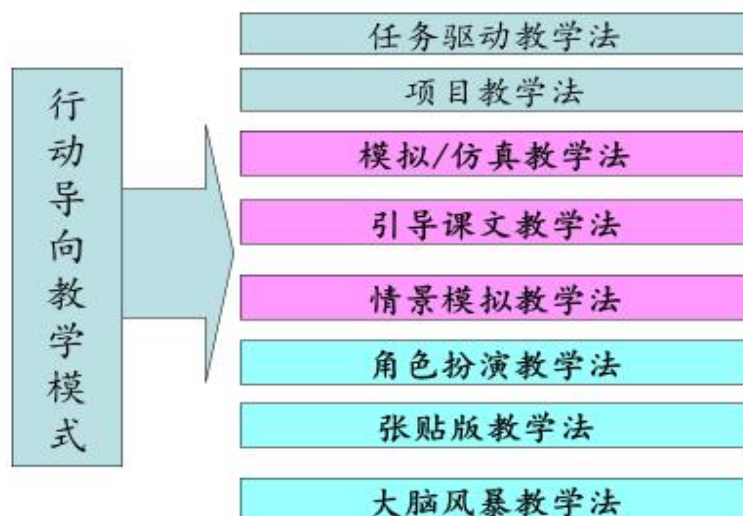 行动导向教学模式
任务驱动教学法
项目教学法
模拟/仿真教学法
引导课文教学法
情景模拟教学法
角色扮演教学法
张贴版教学法
大脑风暴教学法